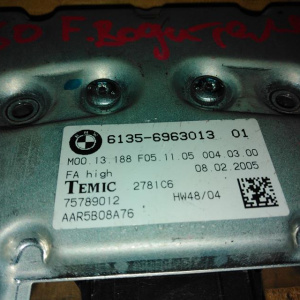 6135-6963013 01
M00.13.188 F05.11.05 004.03.00
FA high 08.02.2005
TEMIC 2781C6
75789012 HW48/04
AAR5B08A76